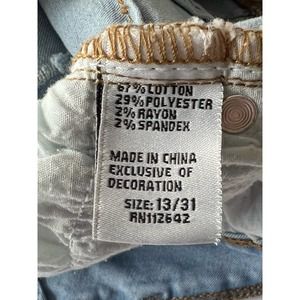 67% COTTON
29% POLYESTER
2% RAYON
2% SPANDEX
MADE IN CHINA
EXCLUSIVE OF
DECORATION
SIZE: 13/31
RN112642